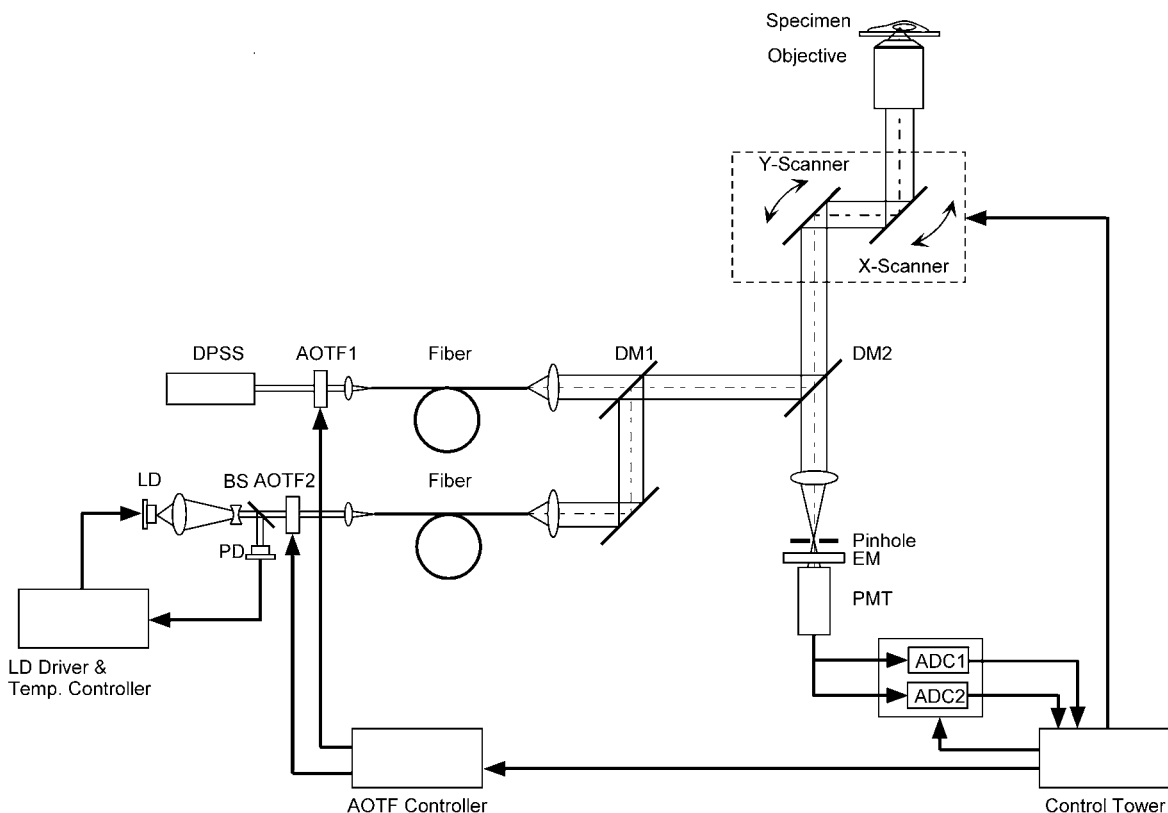 Specimen
Objective
Y-Scanner
X-Scanner
DPSS
AOTF1
Fiber
DM1
DM2
LD
BS
AOTF2
Fiber
PD
Pinhole
EM
PMT
LD Driver &
Temp. Controller
ADC1
ADC2
AOTF Controller
Control Tower